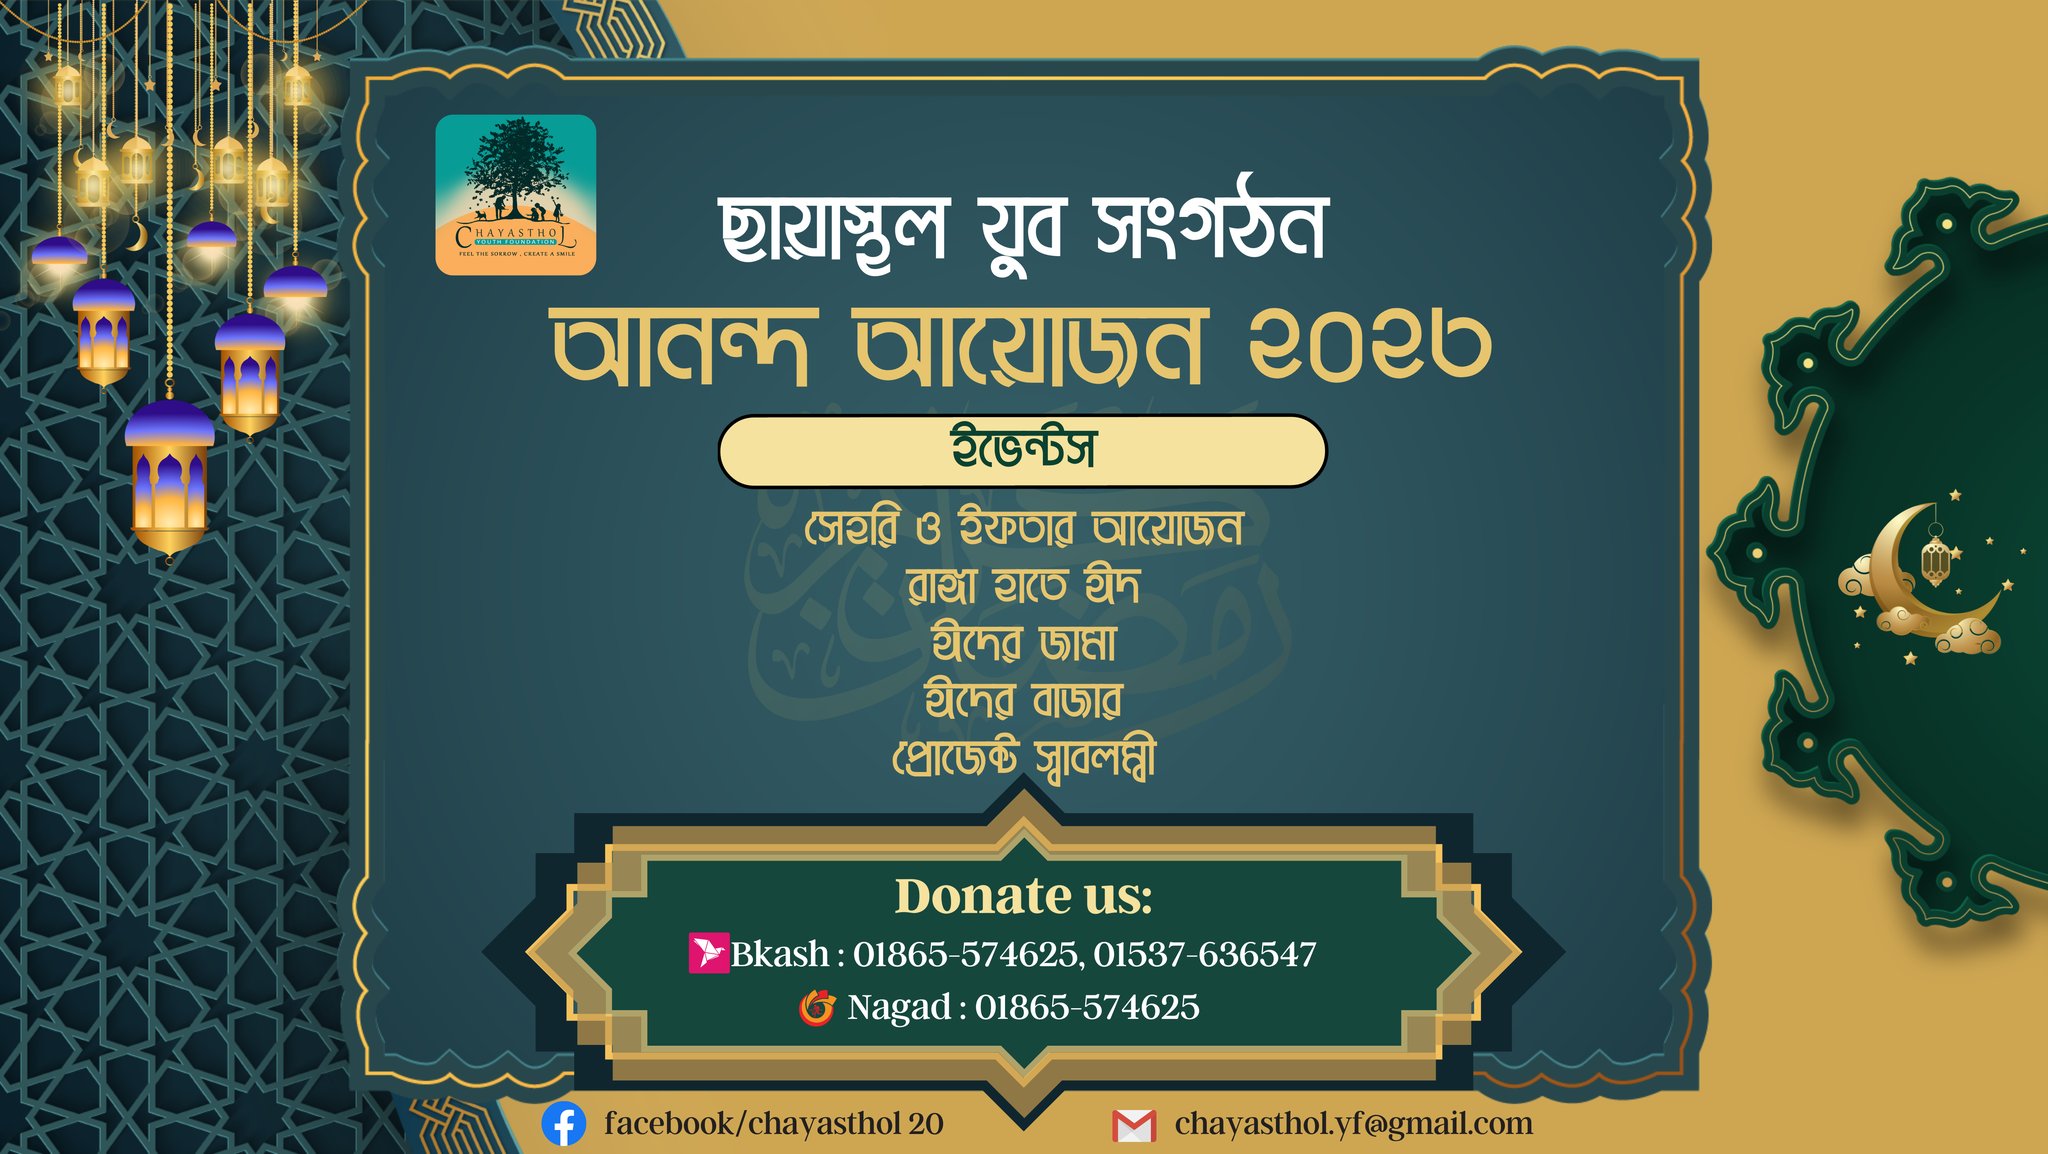 CHAYASTHOL
YOUTH FOUNDATION
FEEL THE SORROW , CREATE A SMILE
ছায়াস্থল যুব সংগঠন
আনন্দ আয়োজন ২০২৩
ইভেন্টস
সেহরি ও ইফতার আয়োজন
রাঙ্গা হাতে ঈদ
ঈদের জামা
ঈদের বাজার
প্রোজেক্ট স্বাবলম্বী
Donate us:
Bkash : 01865-574625, 01537-636547
Nagad : 01865-574625
facebook/chayasthol 20
chayasthol.yf@gmail.com